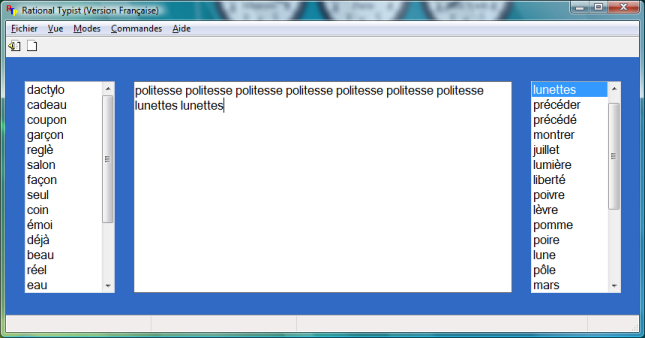 Rational Typist (Version Française)
Fichier Vue Modes Commandes Aide
dactylo
cadeau
coupon
garçon
reglè
salon
façon
seul
coin
émoi
déjà
beau
réel
eau
politesse politesse politesse politesse politesse politesse politesse
lunettes lunettes
lunettes
précéder
précédé
montrer
juillet
lumière
liberté
poivre
lèvre
pomme
poire
lune
pôle
mars